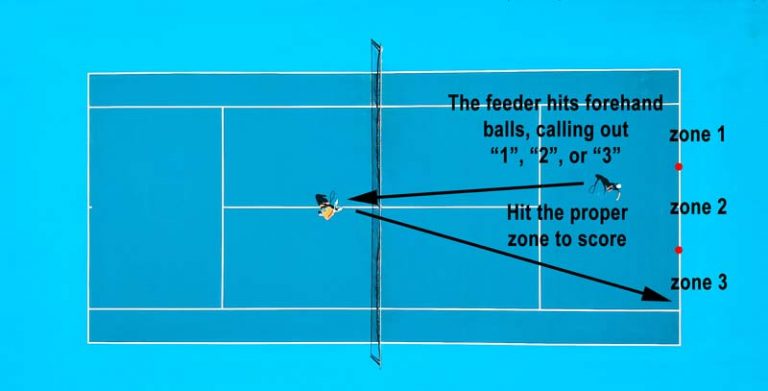 The feeder hits forehand
balls, calling out
“1”, “2”, or “3”
zone 1
Hit the proper
zone to score
zone 2
zone 3